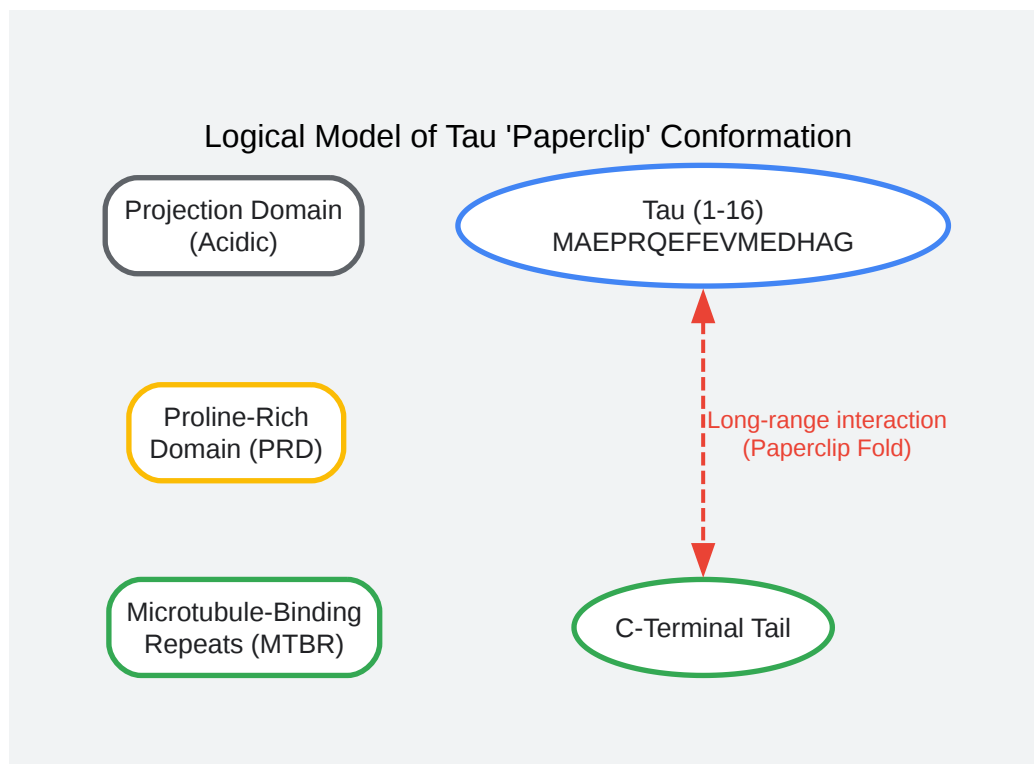 Logical Model of Tau 'Paperclip' Conformation
Projection Domain
(Acidic)
Tau (1-16)
MAEPRQEFEVMEDHAG
Proline-Rich
Domain (PRD)
Long-range interaction
(Paperclip Fold)
Microtubule-Binding
Repeats (MTBR)
C-Terminal Tail